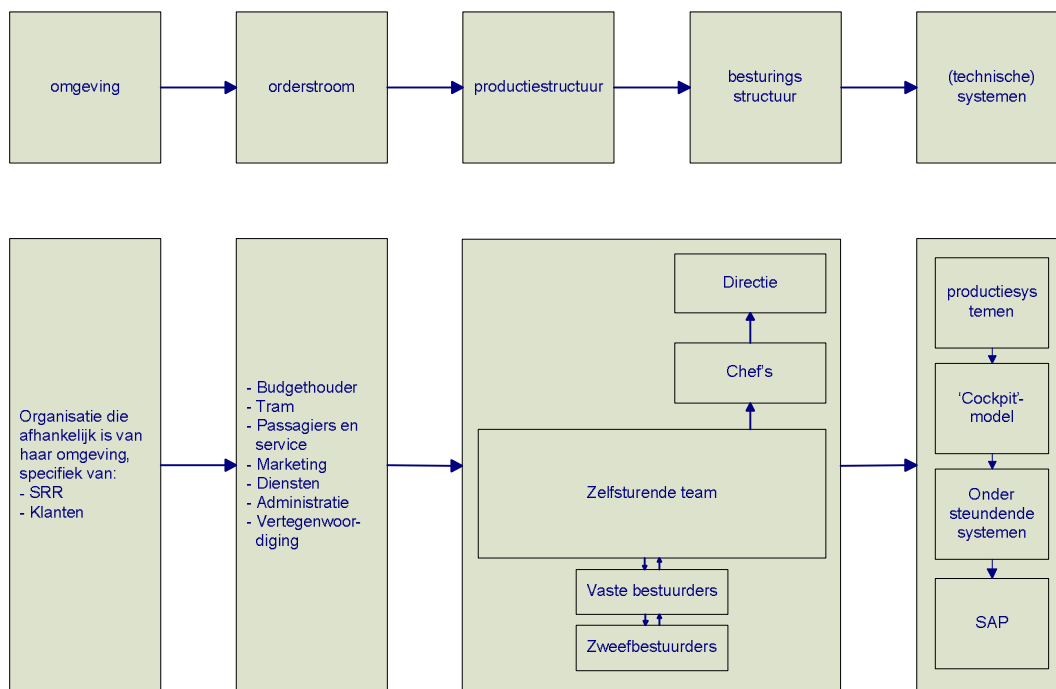 omgeving
orderstroom
productiestructuur
besturings
structuur
(technische)
systemen
Organisatie die
afhankelijk is van
haar omgeving,
specifiek van:
- SRR
- Klanten
- Budgethouder
- Tram
- Passagiers en
service
- Marketing
- Diensten
- Administratie
- Vertegenwoor-
diging
Directie
Chef's
Zelfsturende team
Vaste bestuurders
Zweefbestuurders
productiesys
temen
'Cockpit'-
model
Onder
steundende
systemen
SAP